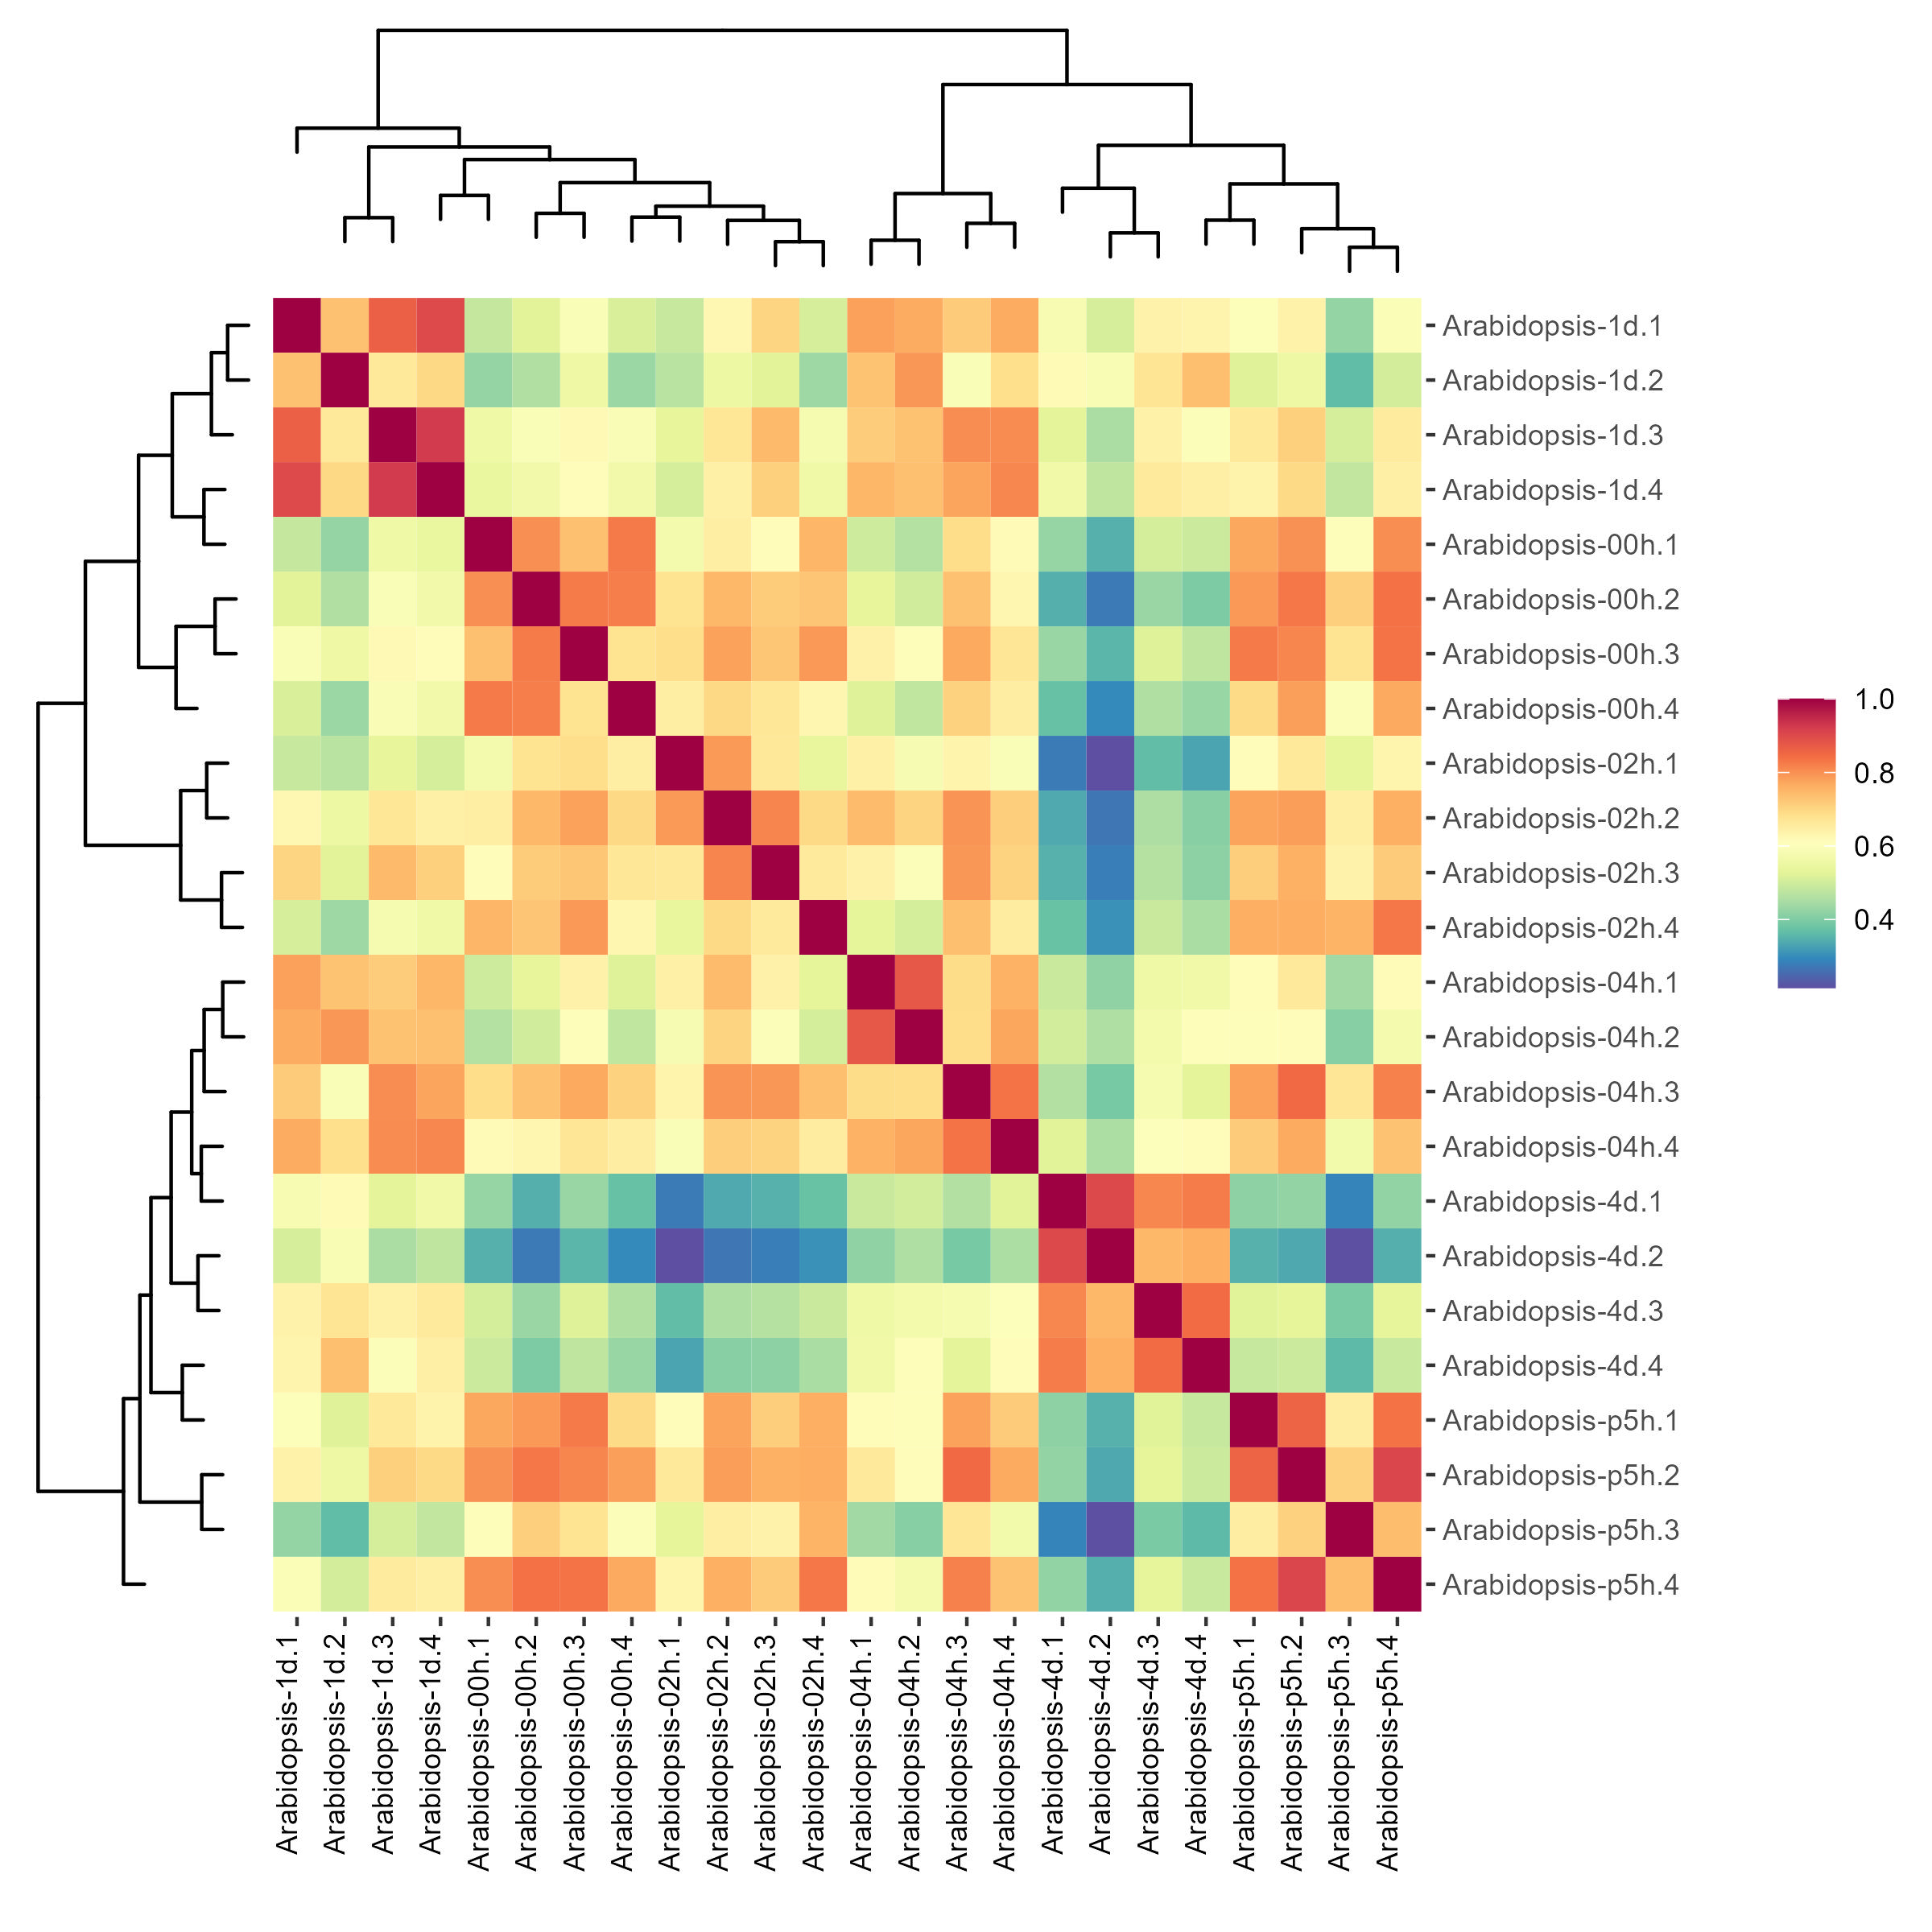 Arabidopsis-1d.1
Arabidopsis-1d.2
Arabidopsis-1d.3
Arabidopsis-1d.4
Arabidopsis-00h.1
Arabidopsis-00h.2
Arabidopsis-00h.3
Arabidopsis-00h.4
Arabidopsis-02h.1
Arabidopsis-02h.2
Arabidopsis-02h.3
Arabidopsis-02h.4
Arabidopsis-04h.1
Arabidopsis-04h.2
Arabidopsis-04h.3
Arabidopsis-04h.4
Arabidopsis-4d.1
Arabidopsis-4d.2
Arabidopsis-4d.3
Arabidopsis-4d.4
Arabidopsis-p5h.1
Arabidopsis-p5h.2
Arabidopsis-p5h.3
Arabidopsis-p5h.4
1.0
0.8
0.6
0.4
Arabidopsis-1d.1
Arabidopsis-1d.2
Arabidopsis-1d.3
Arabidopsis-1d.4
Arabidopsis-00h.1
Arabidopsis-00h.2
Arabidopsis-00h.3
Arabidopsis-00h.4
Arabidopsis-02h.1
Arabidopsis-02h.2
Arabidopsis-02h.3
Arabidopsis-02h.4
Arabidopsis-04h.1
Arabidopsis-04h.2
Arabidopsis-04h.3
Arabidopsis-04h.4
Arabidopsis-4d.1
Arabidopsis-4d.2
Arabidopsis-4d.3
Arabidopsis-4d.4
Arabidopsis-p5h.1
Arabidopsis-p5h.2
Arabidopsis-p5h.3
Arabidopsis-p5h.4